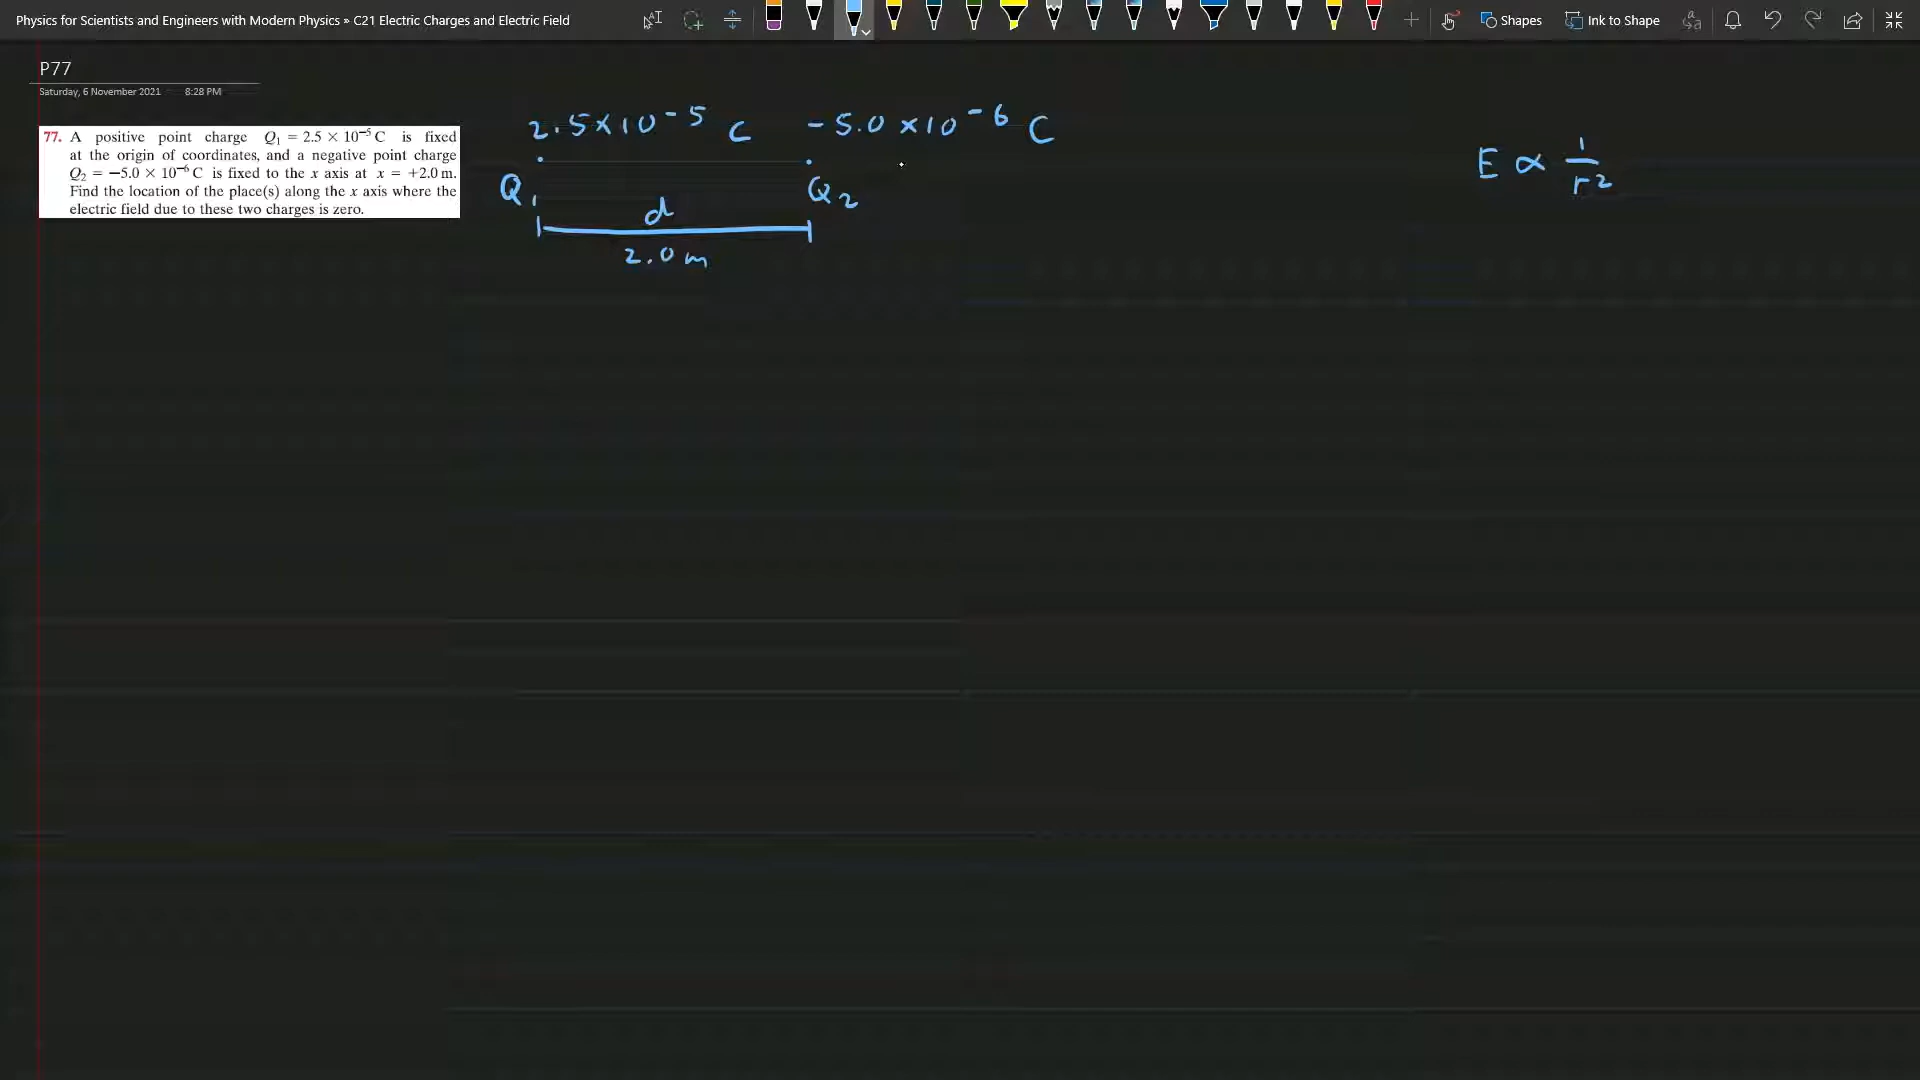 Physics for Scientists and Engineers with Modern Physics » C21 Electric Charges and Electric Field
Shapes
Ink to Shape
P77
Saturday, 6 November 2021 8:28 PM
77. A positive point charge Q₁ = 2.5 × 10⁻⁵ C is fixed
at the origin of coordinates, and a negative point charge
Q₂ = −5.0 × 10⁻⁶ C is fixed to the x axis at x = +2.0 m.
Find the location of the place(s) along the x axis where the
electric field due to these two charges is zero.
2.5×10⁻⁵ C -5.0 ×10⁻⁶ C
Q₁ Q₂
d
2.0 m
E ∝ 1/r²